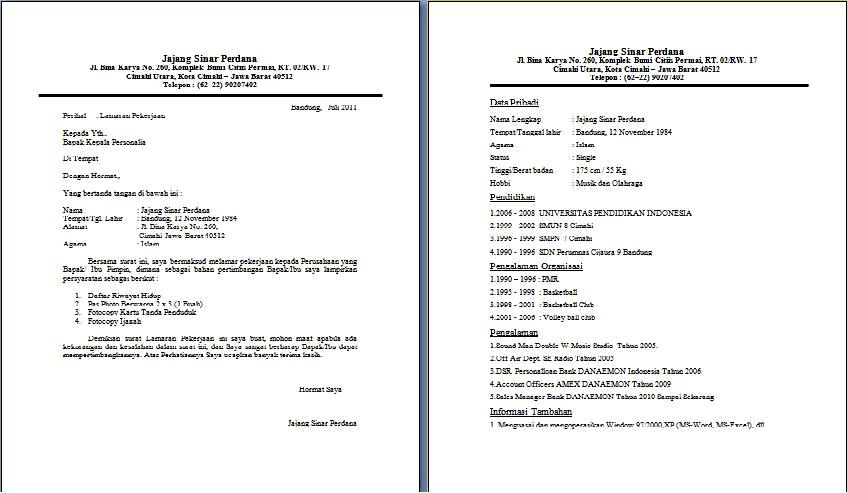 Jajang Sinar Perdana
Jl. Bina Karya No. 260, Komplek Bumi Citiis Permai, RT. 02/RW. 17
Cimahi Utara, Kota Cimahi – Jawa Barat 40512
Telepon : (62-22) 90207402
Bandung, Juli 2011
Perihal : Lamaran Pekerjaan
Kepada Yth.
Bapak Kepala Personalia
Di Tempat
Dengan Hormat,
Yang bertanda tangan di bawah ini :
Nama : Jajang Sinar Perdana
Tempat/Tgl. Lahir : Bandung, 12 November 1984
Alamat : Jl. Bina Karya No. 260,
Cimahi Jawa Barat 40512
Agama : Islam
Bersama surat ini, saya bermaksud melamar pekerjaan kepada Perusahaan yang
Bapak/ Ibu Pimpin, dimana sebagai bahan pertimbangan Bapak/Ibu saya lampirkan
persyaratan sebagai berikut :
1. Daftar Riwayat Hidup
2. Pas Photo Berwarna 2 x 3 (1 Buah)
3. Fotocopy Kartu Tanda Penduduk
4. Fotocopy Ijazah
Demikian surat Lamaran Pekerjaan ini saya buat, mohon maaf apabila ada
kekurangan dan kesalahan dalam surat ini, dan Saya sangat berharap Bapak/Ibu dapat
mempertimbangkannya. Atas Perhatiannya Saya ucapkan banyak terima kasih.
Hormat Saya
Jajang Sinar Perdana
Jajang Sinar Perdana
Jl. Bina Karya No. 260, Komplek Bumi Citiis Permai, RT. 02/RW. 17
Cimahi Utara, Kota Cimahi – Jawa Barat 40512
Telepon : (62–22) 90207402
Data Pribadi
Nama Lengkap : Jajang Sinar Perdana
Tempat/Tanggal lahir : Bandung, 12 November 1984
Agama : Islam
Status : Single
Tinggi/Berat badan : 175 cm / 55 Kg
Hobbi : Musik dan Olahraga
Pendidikan
1.2006 - 2008 UNIVERSITAS PENDIDIKAN INDONESIA
2.1999 - 2002 SMUN 8 Cimahi
3.1996 - 1999 SMPN 7 Cimahi
4.1990 - 1996 SDN Perumnas Cijaura 9 Bandung
Pengalaman Organisasi
1.1990 – 1996 : PMR
2.1995 - 1998 : Basketball
3.1998 - 2001 : Basketball Club
4.2001 - 2006 : Volley ball club
Pengalaman
1.Sound Man Double W Music Studio Tahun 2005.
2.Off Air Dept. SE Radio Tahun 2005
3.DSR Personalloan Bank DANAEMON Indonesia Tahun 2006
4.Account Officers AMEX DANAEMON Tahun 2009
5.Sales Manager Bank DANAEMON Tahun 2010 Sampai Sekarang
Informasi Tambahan
1. Menguasai dan mengoperasikan Window 97/2000,XP (MS-Word, MS-Excel), dll